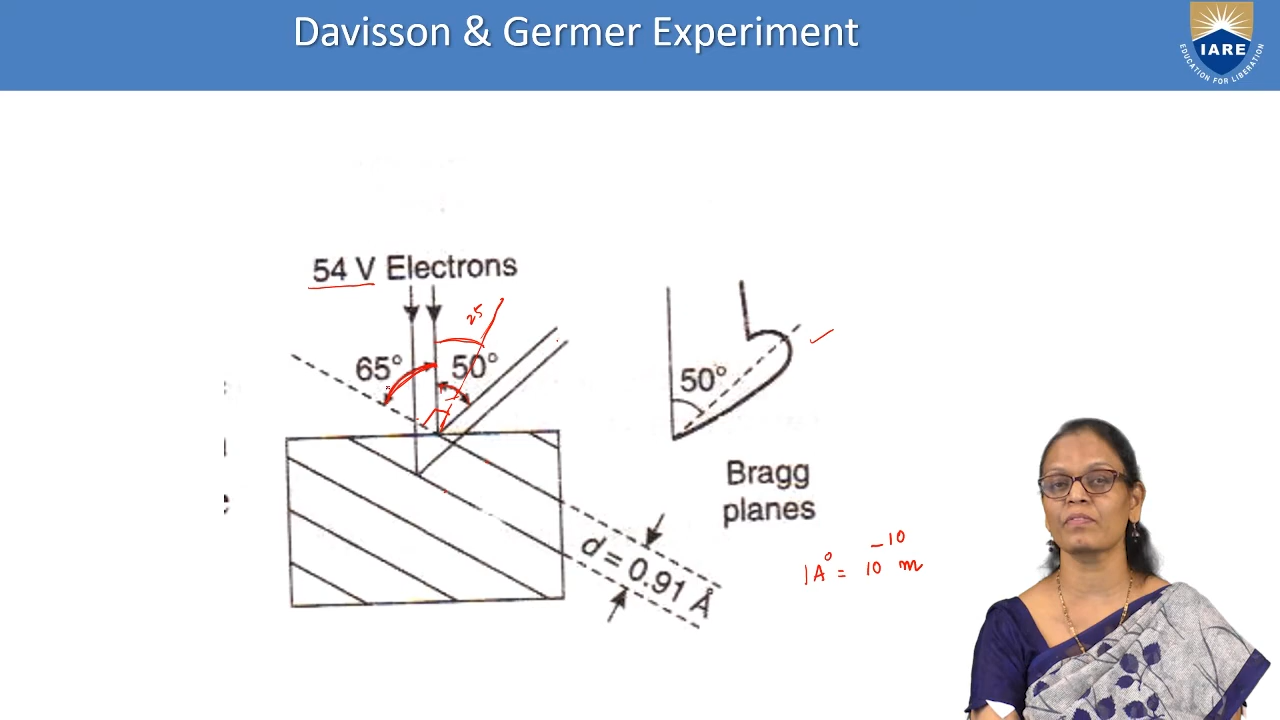 Davisson & Germer Experiment
IARE
EDUCATION FOR LIBERATION
54 V Electrons
25
65°
50°
50°
Bragg
planes
d = 0.91 Å
1A° = 10⁻¹⁰ m